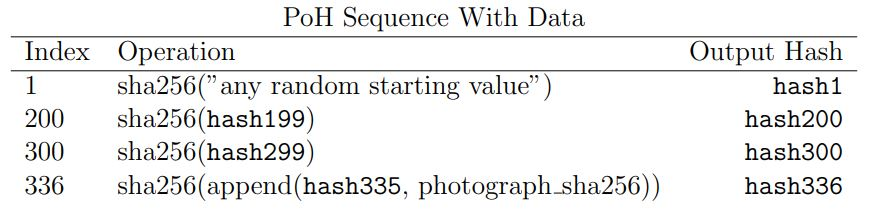 PoH Sequence With Data
Index Operation Output Hash
1 sha256(”any random starting value”) hash1
200 sha256(hash199) hash200
300 sha256(hash299) hash300
336 sha256(append(hash335, photograph_sha256)) hash336